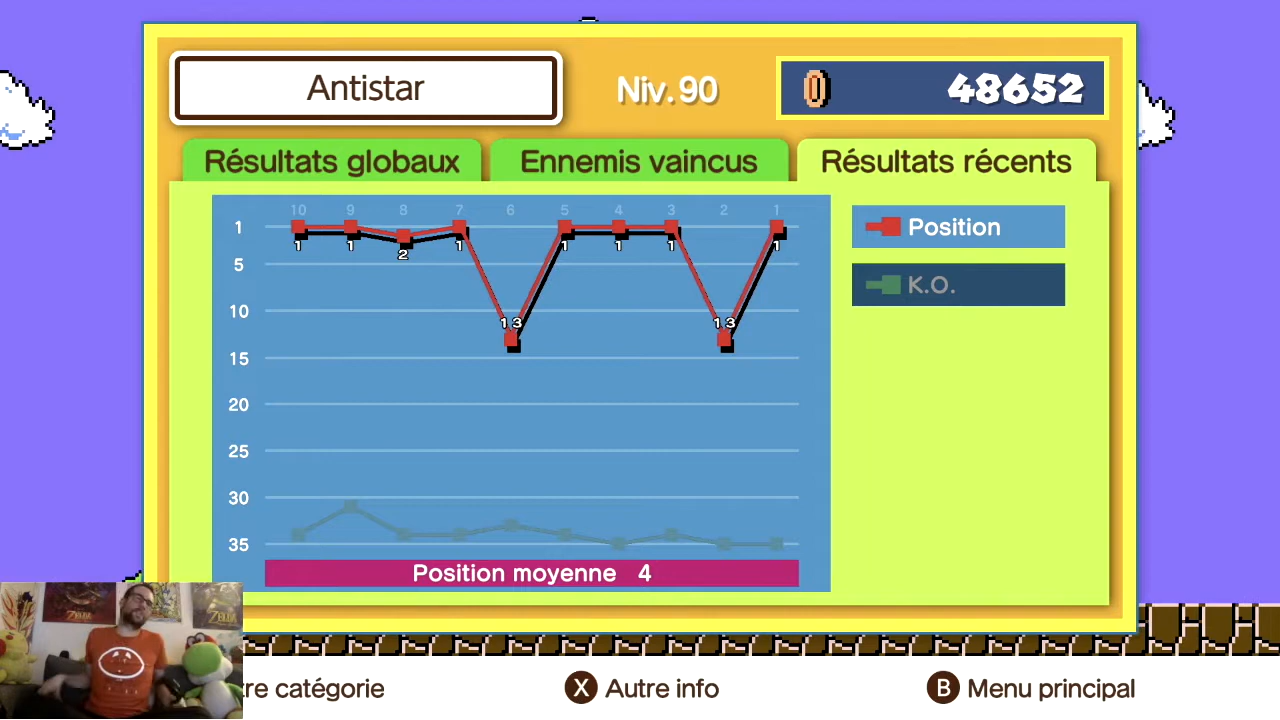 Antistar
Niv.90
48652
Résultats globaux
Ennemis vaincus
Résultats récents
10 9 8 7 6 5 4 3 2 1
1
5
10
15
20
25
30
35
1 1 2 1 13 1 1 1 13 1
Position moyenne 4
Position
K.O.
catégorie
X Autre info
B Menu principal